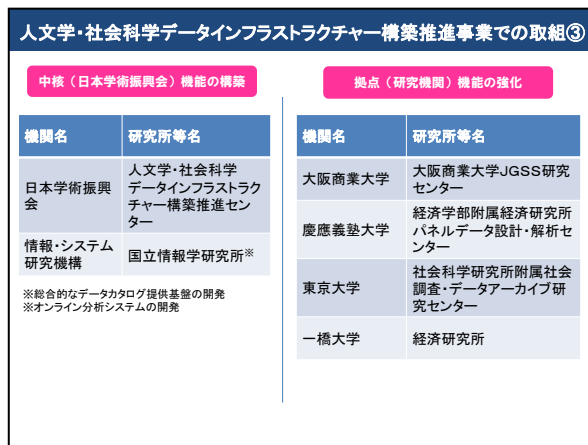 人文学・社会科学データインフラストラクチャー構築推進事業での取組③
中核（日本学術振興会）機能の構築
機関名
研究所等名
日本学術振興
会
人文学・社会科学
データインフラストラク
チャー構築推進セン
ター
情報・システム
研究機構
国立情報学研究所※
※総合的なデータカタログ提供基盤の開発
※オンライン分析システムの開発
拠点（研究機関）機能の強化
機関名
研究所等名
大阪商業大学
大阪商業大学JGSS研究
センター
慶應義塾大学
経済学部附属経済研究所
パネルデータ設計・解析セ
ンター
東京大学
社会科学研究所附属社会
調査・データアーカイブ研
究センター
一橋大学
経済研究所